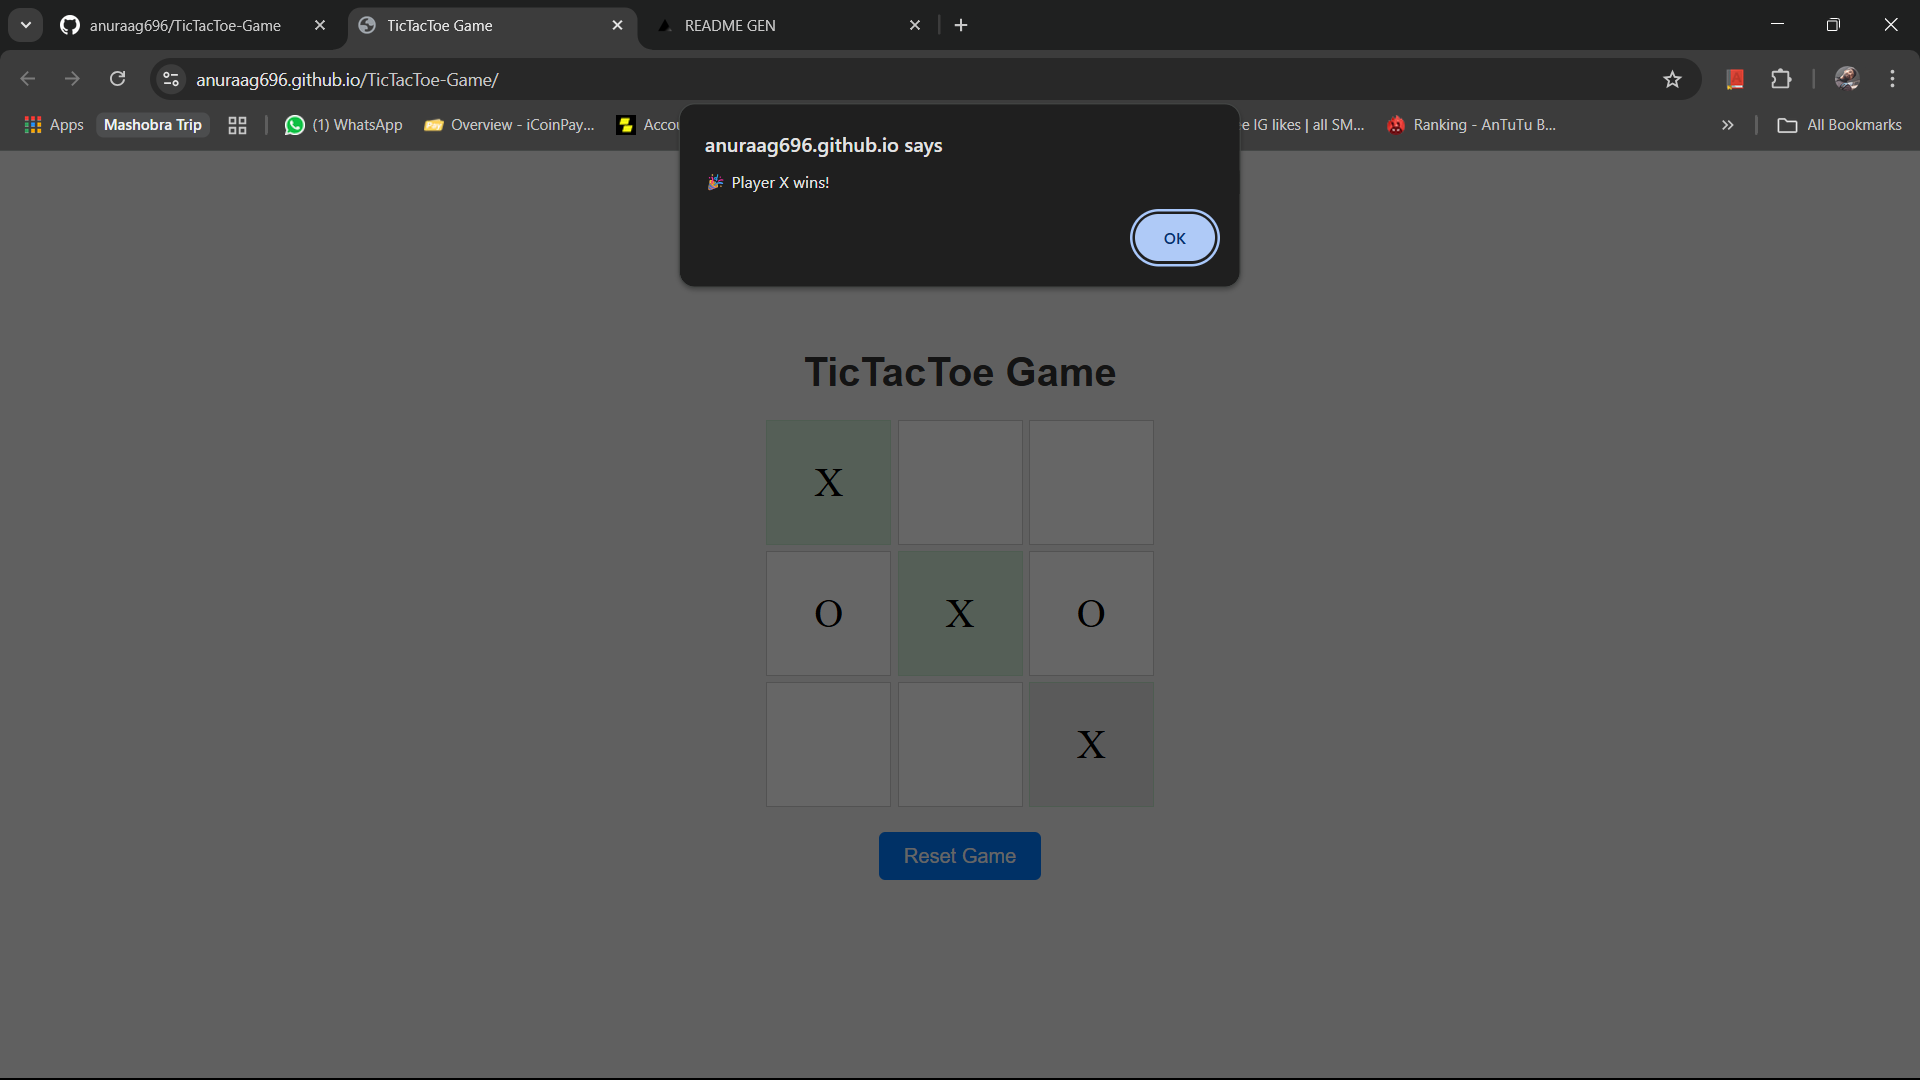 anuraag696/TicTacToe-Game
TicTacToe Game
README GEN
anuraag696.github.io/TicTacToe-Game/
Apps
Mashobra Trip
(1) WhatsApp
Overview - iCoinPay...
Accou
e IG likes | all SM...
Ranking - AnTuTu B...
All Bookmarks
anuraag696.github.io says
🎉 Player X wins!
OK
TicTacToe Game
X
O X O
X
Reset Game